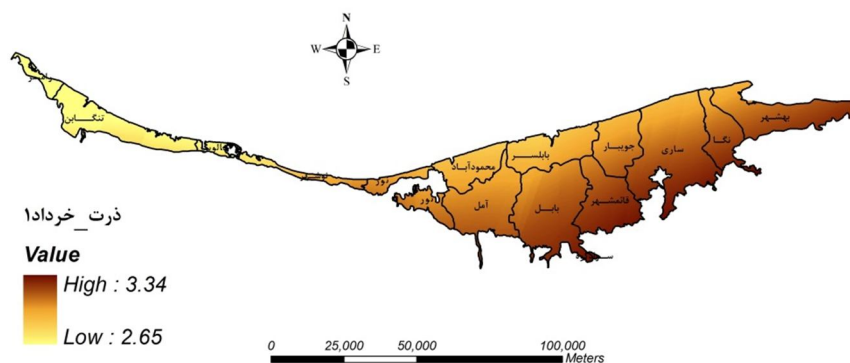 N
W E
S
بهشهر
نکا
ساری
جویبار
بابلسر
محمودآباد
نور
تنکابن
قائمشهر
بابل
آمل
نور
ذرت_خرداد۱
Value
High : 3.34
Low : 2.65
0 25,000 50,000 100,000
Meters